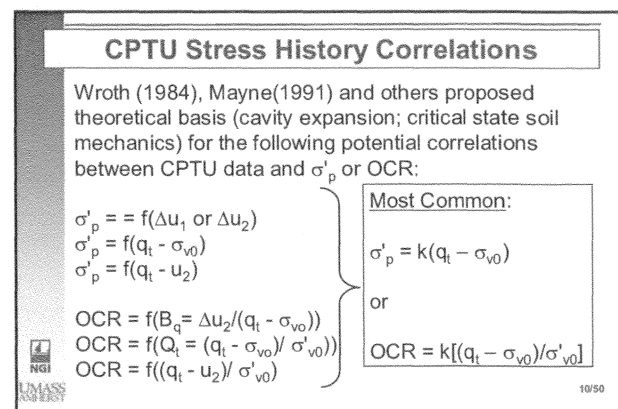 CPTU Stress History Correlations
Wroth (1984), Mayne(1991) and others proposed
theoretical basis (cavity expansion; critical state soil
mechanics) for the following potential correlations
between CPTU data and σ'p or OCR:
σ'p = = f(Δu1 or Δu2)
σ'p = f(qt - σv0)
σ'p = f(qt - u2)
OCR = f(Bq= Δu2/(qt - σvo))
OCR = f(Qt = (qt - σvo)/ σ'v0))
OCR = f((qt - u2)/ σ'v0)
Most Common:
σ'p = k(qt – σv0)
or
OCR = k[(qt – σv0)/σ'v0]
NGI
UMASS
AMHERST
10/50